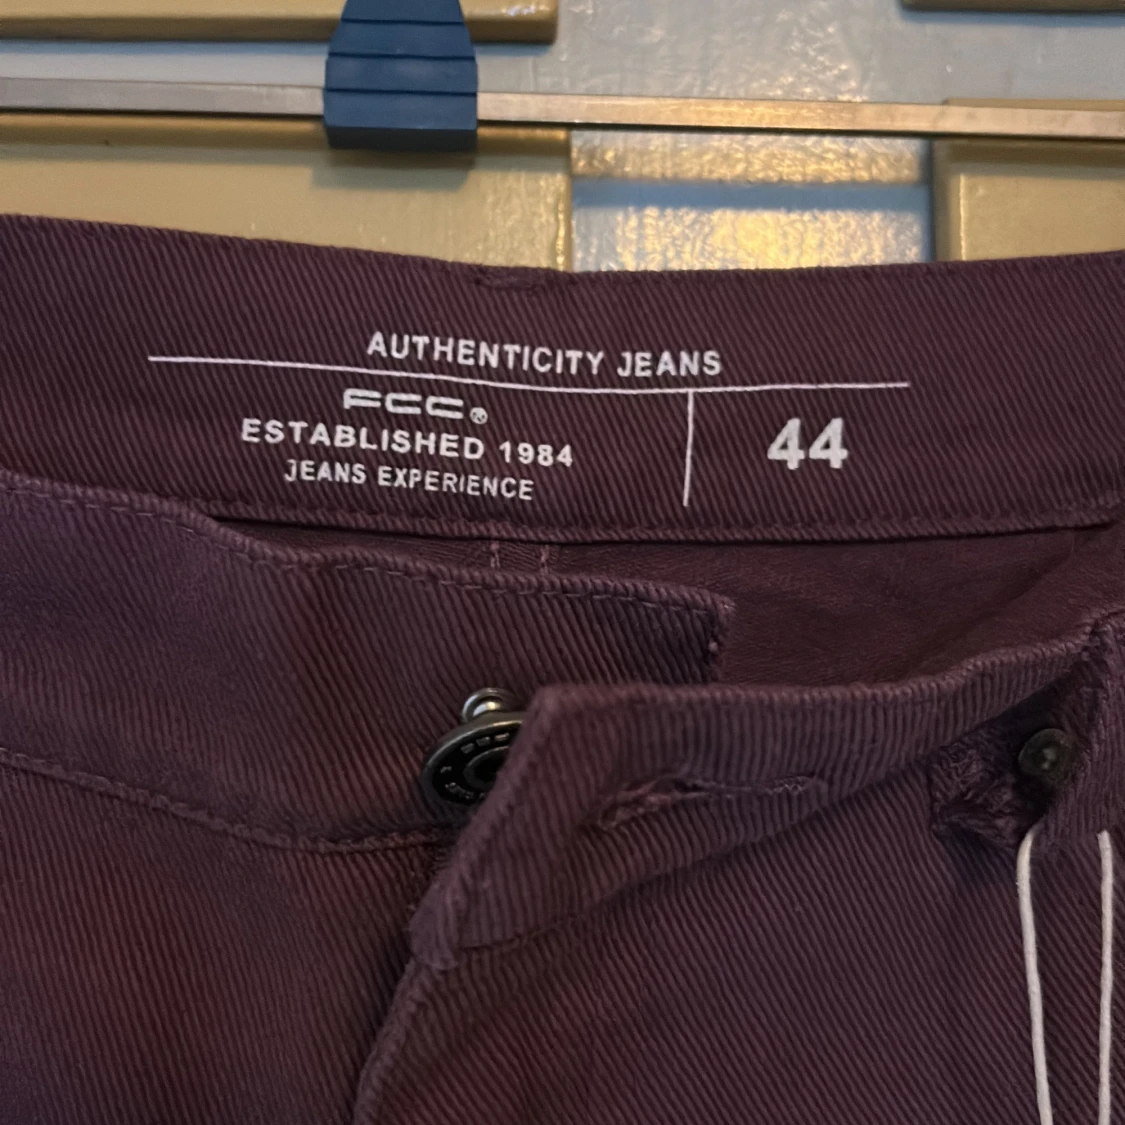 AUTHENTICITY JEANS
FCC®
ESTABLISHED 1984
JEANS EXPERIENCE
44